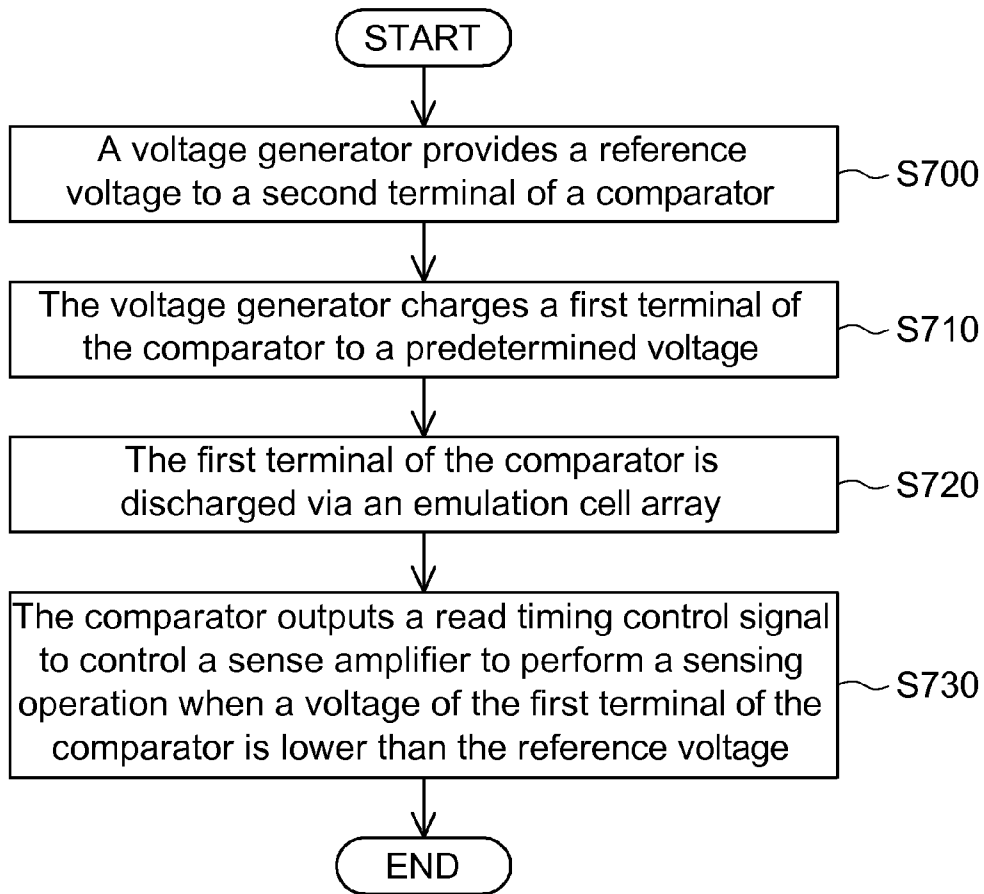 START
A voltage generator provides a reference
voltage to a second terminal of a comparator
S700
The voltage generator charges a first terminal of
the comparator to a predetermined voltage
S710
The first terminal of the comparator is
discharged via an emulation cell array
S720
The comparator outputs a read timing control signal
to control a sense amplifier to perform a sensing
operation when a voltage of the first terminal of the
comparator is lower than the reference voltage
S730
END